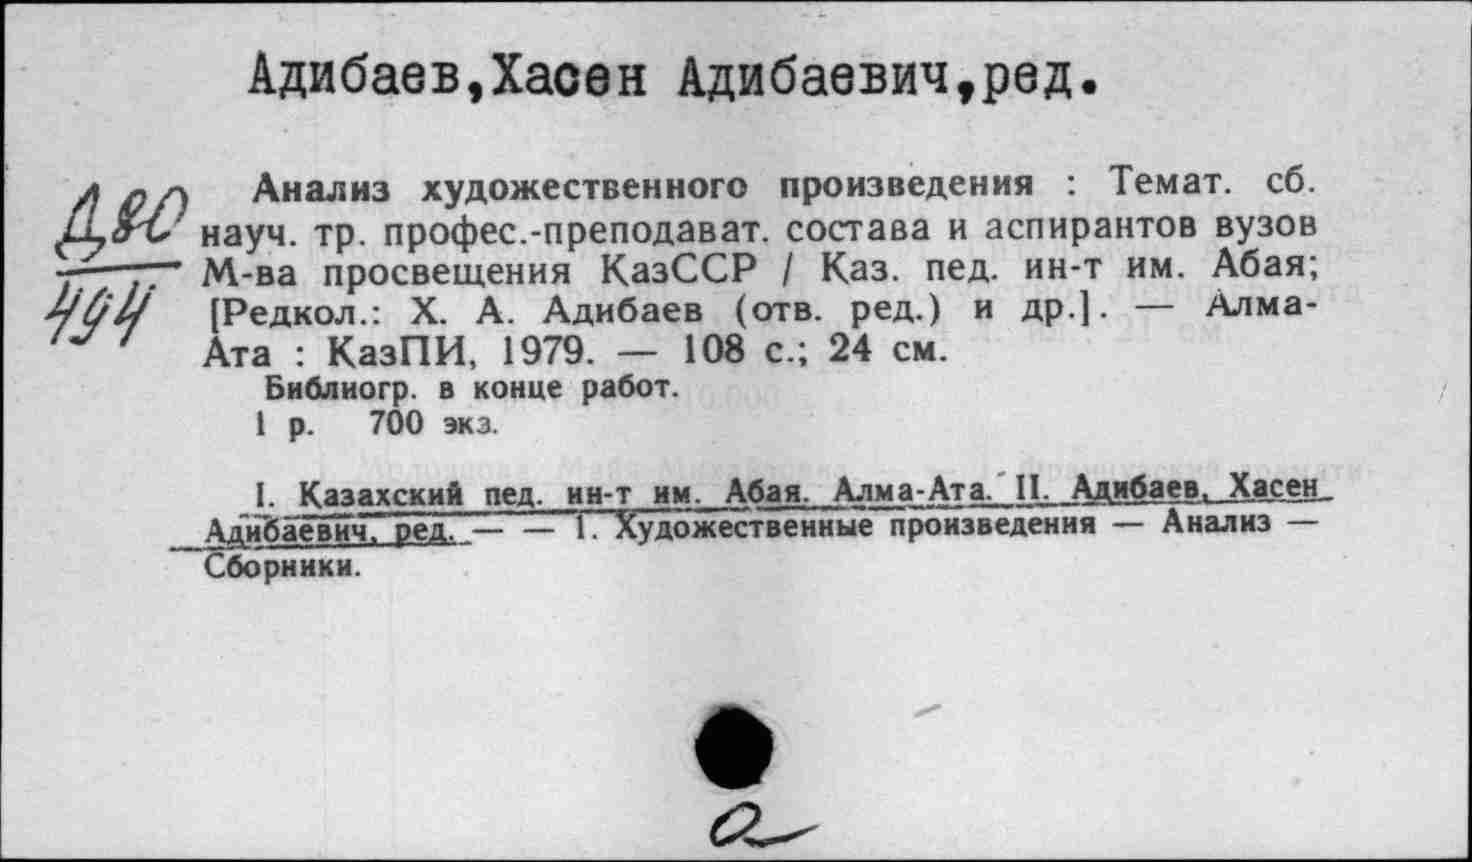 Адибаев,Хасен Адибаевич,ред.
Д80
494
Анализ художественного произведения : Темат. сб.
науч. тр. профес.-преподават. состава и аспирантов вузов
М-ва просвещения КазССР / Каз. пед. ин-т им. Абая;
[Редкол.: Х. А. Адибаев (отв. ред.) и др.]. — Алма-
Ата : КазПИ, 1979. — 108 с.; 24 см.
Библиогр. в конце работ.
1 р. 700 экз.
I. Казахский пед. ин-т им. Абая. Алма-Ата. II. Адибаев, Хасен
Адибаевич, ред. — — 1. Художественные произведения — Анализ —
Сборники.